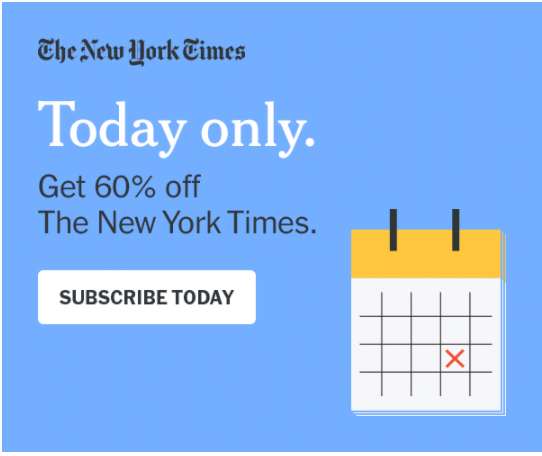 The New York Times
Today only.
Get 60% off
The New York Times.
SUBSCRIBE TODAY